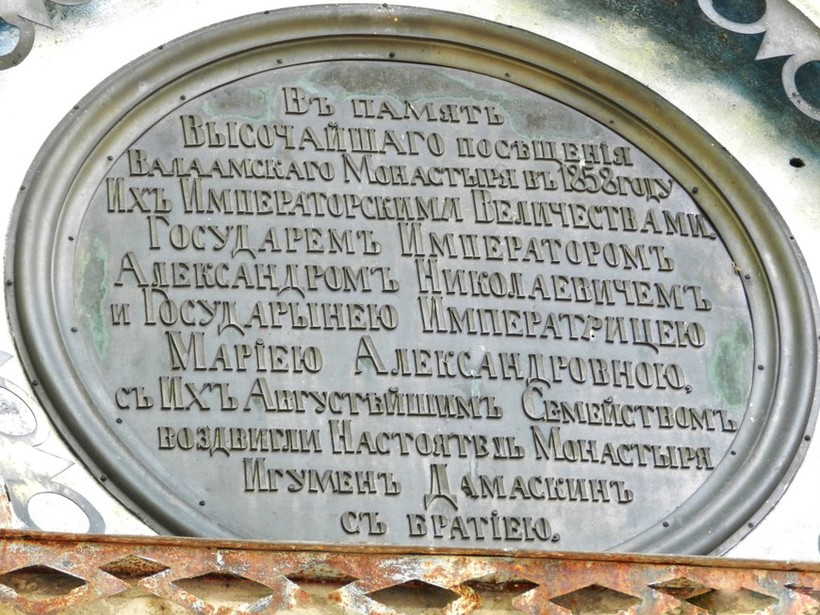 Въ память
Высочайшаго посѣщенія
Валаамскаго Монастыря въ 1858 году
Ихъ Императорскими Величествами.
Государемъ Императоромъ
Александромъ Николаевичемъ
и Государынею Императрицею
Маріею Александровною,
съ Ихъ Августѣйшимъ Семействомъ
воздвигли Настоятель Монастыря
Игуменъ Дамаскинъ
съ братіею.